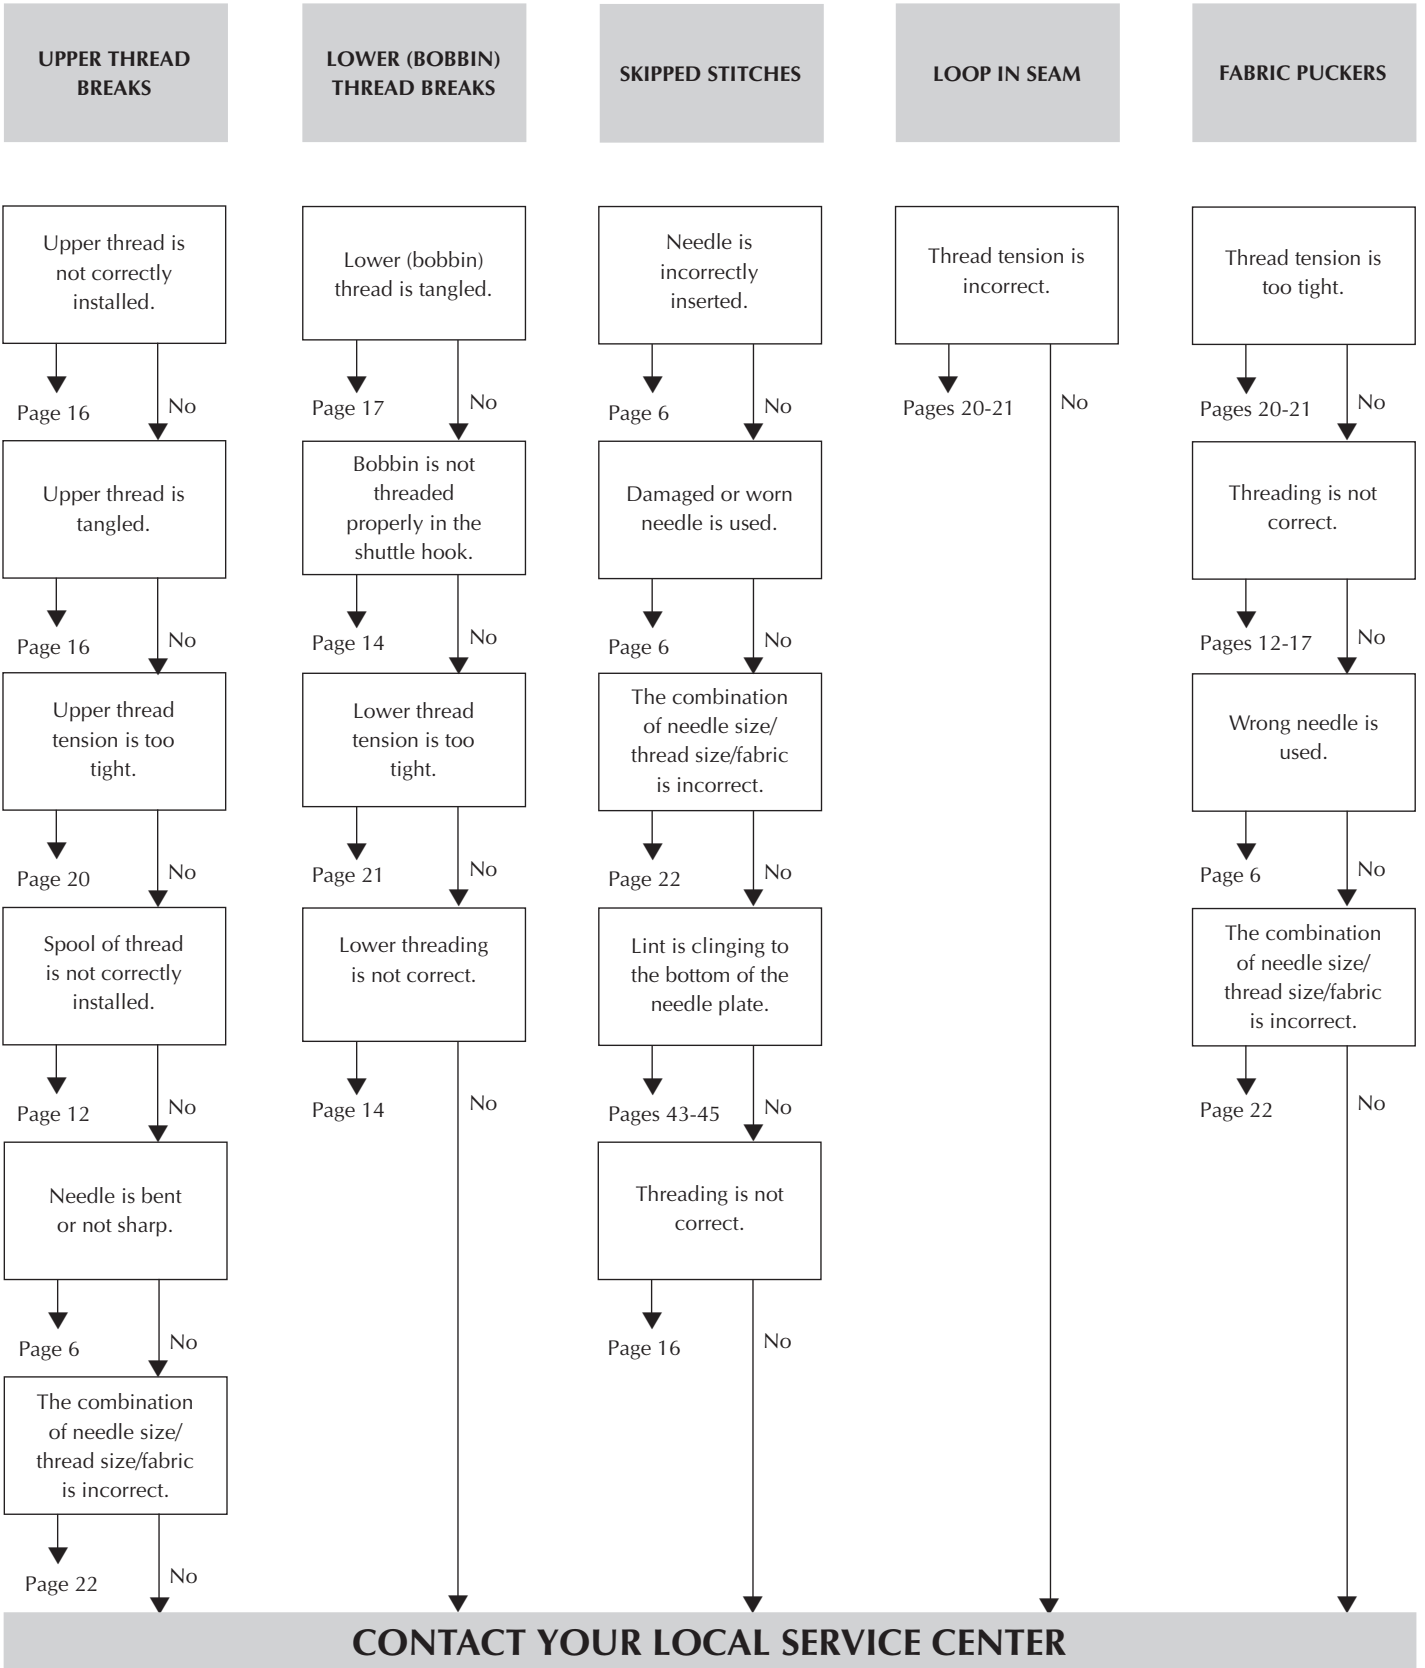 UPPER THREAD
BREAKS
Upper thread is
not correctly
installed.
Page 16
No
Upper thread is
tangled.
Page 16
No
Upper thread
tension is too
tight.
Page 20
No
Spool of thread
is not correctly
installed.
Page 12
No
Needle is bent
or not sharp.
Page 6
No
The combination
of needle size/
thread size/fabric
is incorrect.
Page 22
No
LOWER (BOBBIN)
THREAD BREAKS
Lower (bobbin)
thread is tangled.
Page 17
No
Bobbin is not
threaded
properly in the
shuttle hook.
Page 14
No
Lower thread
tension is too
tight.
Page 21
No
Lower threading
is not correct.
Page 14
No
SKIPPED STITCHES
Needle is
incorrectly
inserted.
Page 6
No
Damaged or worn
needle is used.
Page 6
No
The combination
of needle size/
thread size/fabric
is incorrect.
Page 22
No
Lint is clinging to
the bottom of the
needle plate.
Pages 43-45
No
Threading is not
correct.
Page 16
No
LOOP IN SEAM
Thread tension is
incorrect.
Pages 20-21
No
FABRIC PUCKERS
Thread tension is
too tight.
Pages 20-21
No
Threading is not
correct.
Pages 12-17
No
Wrong needle is
used.
Page 6
No
The combination
of needle size/
thread size/fabric
is incorrect.
Page 22
No
CONTACT YOUR LOCAL SERVICE CENTER